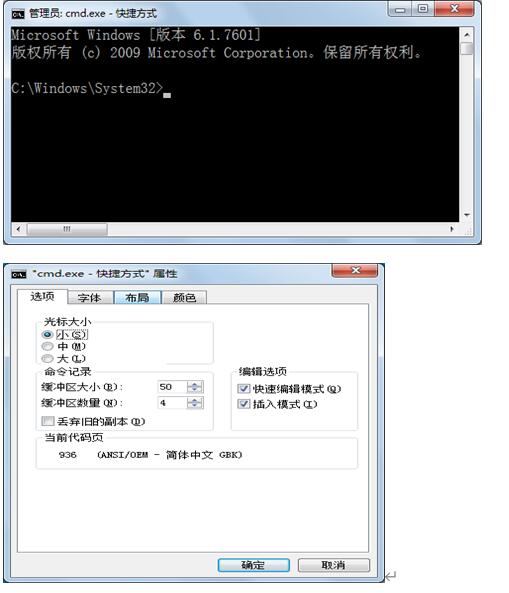 管理员: cmd.exe - 快捷方式
Microsoft Windows [版本 6.1.7601]
版权所有 (c) 2009 Microsoft Corporation。保留所有权利。
C:\Windows\System32>
"cmd.exe - 快捷方式" 属性
选项 字体 布局 颜色
光标大小
小(S)
中(M)
大(L)
命令记录
缓冲区大小(B): 50
缓冲区数量(N): 4
丢弃旧的副本(D)
编辑选项
快速编辑模式(Q)
插入模式(I)
当前代码页
936 (ANSI/OEM - 简体中文 GBK)
确定 取消